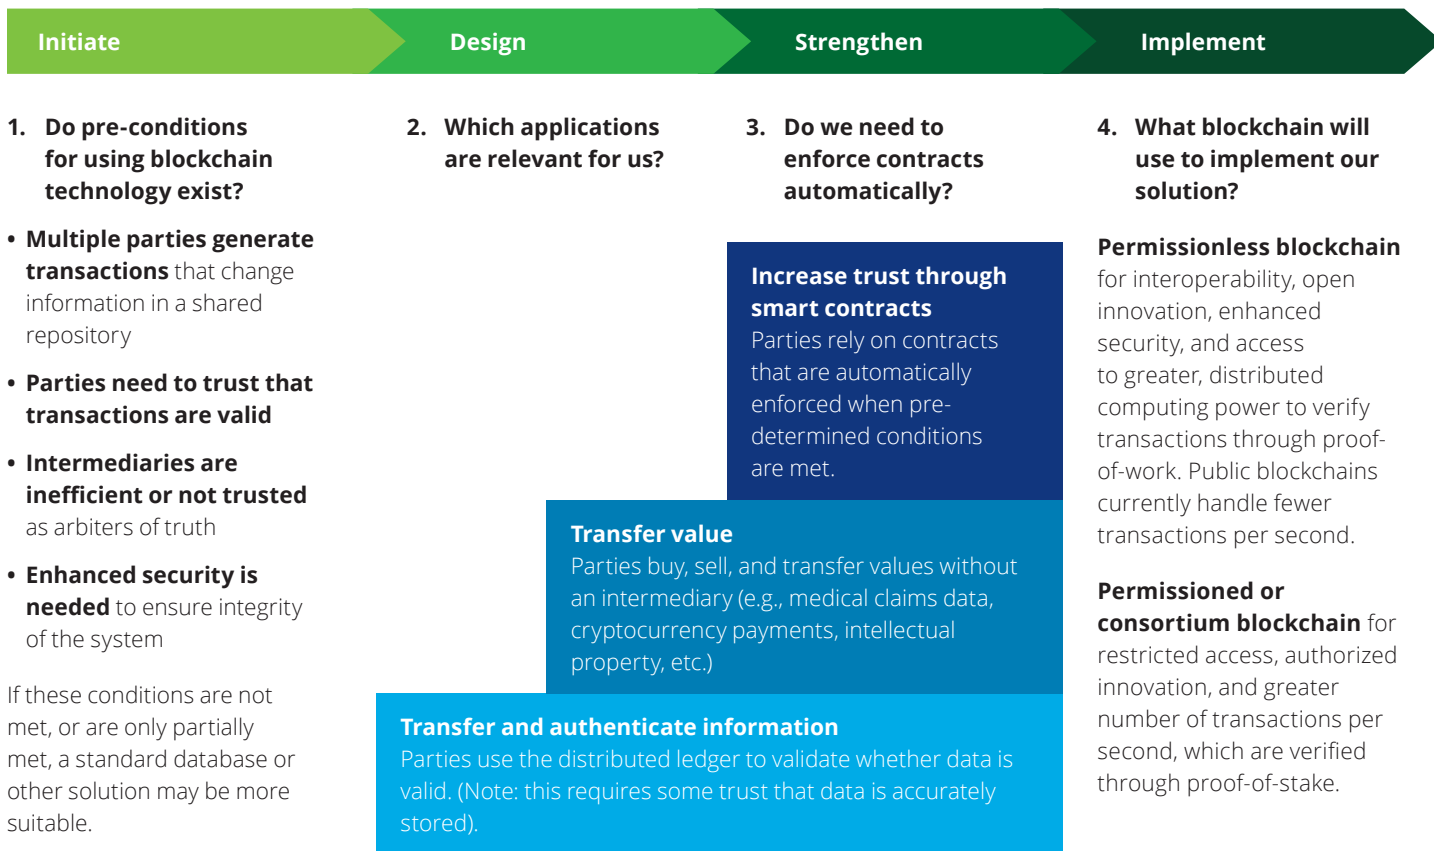 Initiate
Design
Strengthen
Implement
1. Do pre-conditions
for using blockchain
technology exist?
• Multiple parties generate
transactions that change
information in a shared
repository
• Parties need to trust that
transactions are valid
• Intermediaries are
inefficient or not trusted
as arbiters of truth
• Enhanced security is
needed to ensure integrity
of the system
If these conditions are not
met, or are only partially
met, a standard database or
other solution may be more
suitable.
2. Which applications
are relevant for us?
3. Do we need to
enforce contracts
automatically?
Increase trust through
smart contracts
Parties rely on contracts
that are automatically
enforced when pre-
determined conditions
are met.
Transfer value
Parties buy, sell, and transfer values without
an intermediary (e.g., medical claims data,
cryptocurrency payments, intellectual
property, etc.)
Transfer and authenticate information
Parties use the distributed ledger to validate whether data is
valid. (Note: this requires some trust that data is accurately
stored).
4. What blockchain will
use to implement our
solution?
Permissionless blockchain
for interoperability, open
innovation, enhanced
security, and access
to greater, distributed
computing power to verify
transactions through proof-
of-work. Public blockchains
currently handle fewer
transactions per second.
Permissioned or
consortium blockchain for
restricted access, authorized
innovation, and greater
number of transactions per
second, which are verified
through proof-of-stake.